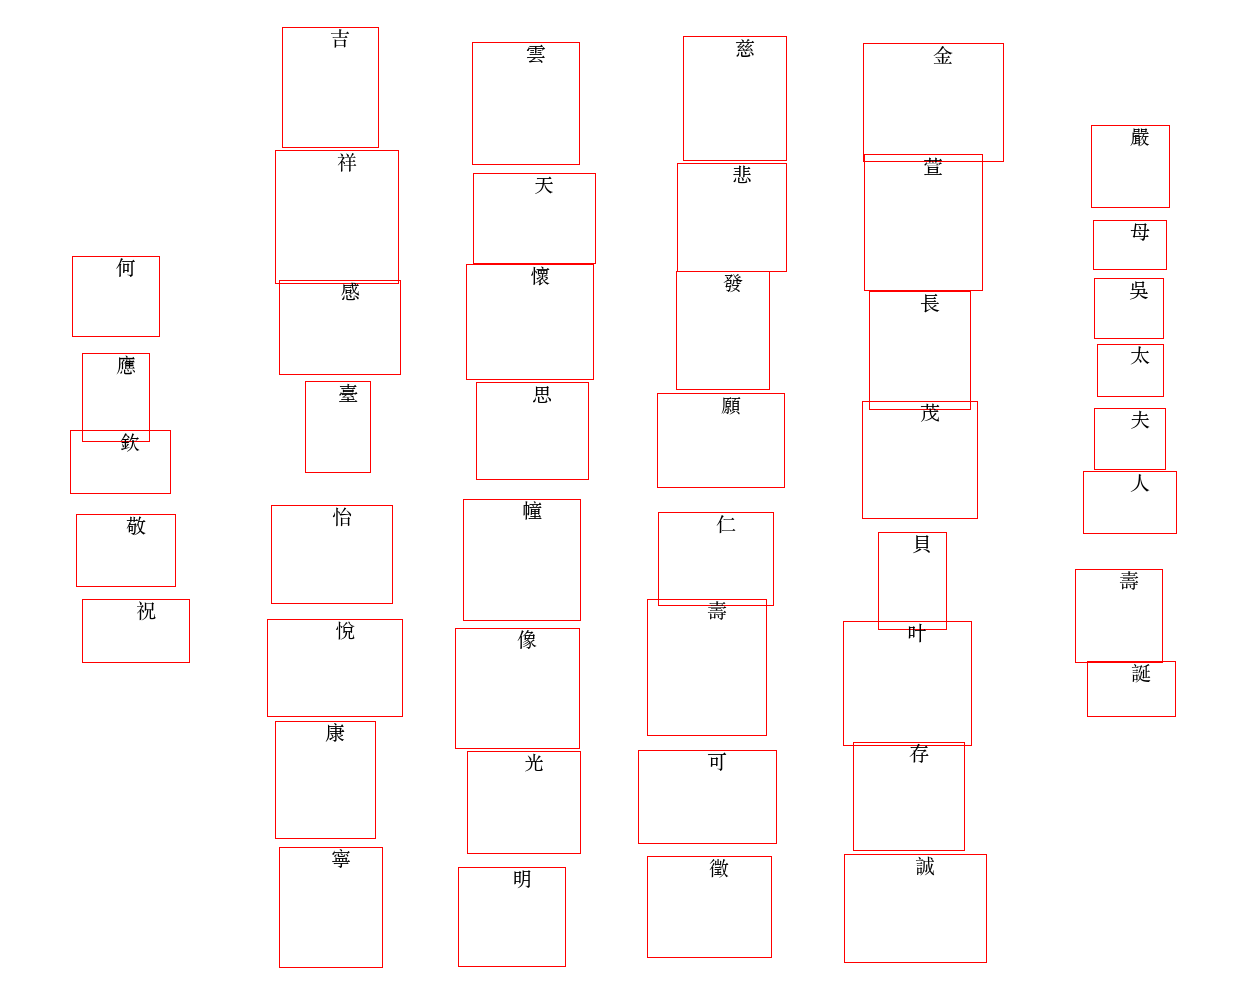 嚴母吳太夫人壽誕
金萱長茂貝叶存誠
慈悲發願仁壽可徵
雲天懷思幢像光明
吉祥感臺怡悅康寧
何應欽敬祝